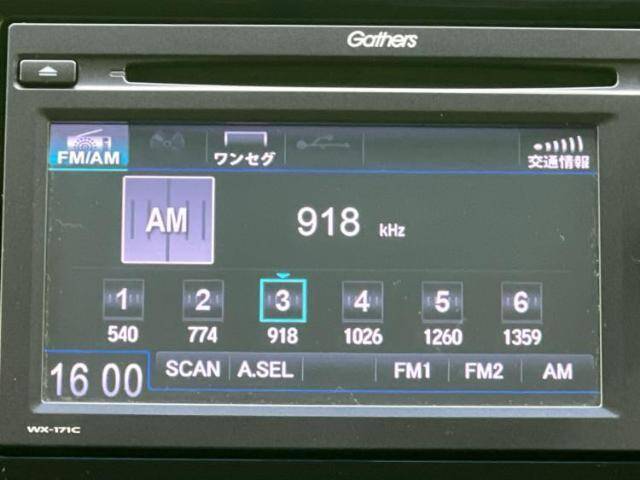 Gathers
FM/AM ワンセグ 交通情報
AM 918 kHz
1 2 3 4 5 6
540 774 918 1026 1260 1359
16 00 SCAN A.SEL FM1 FM2 AM
WX-171C